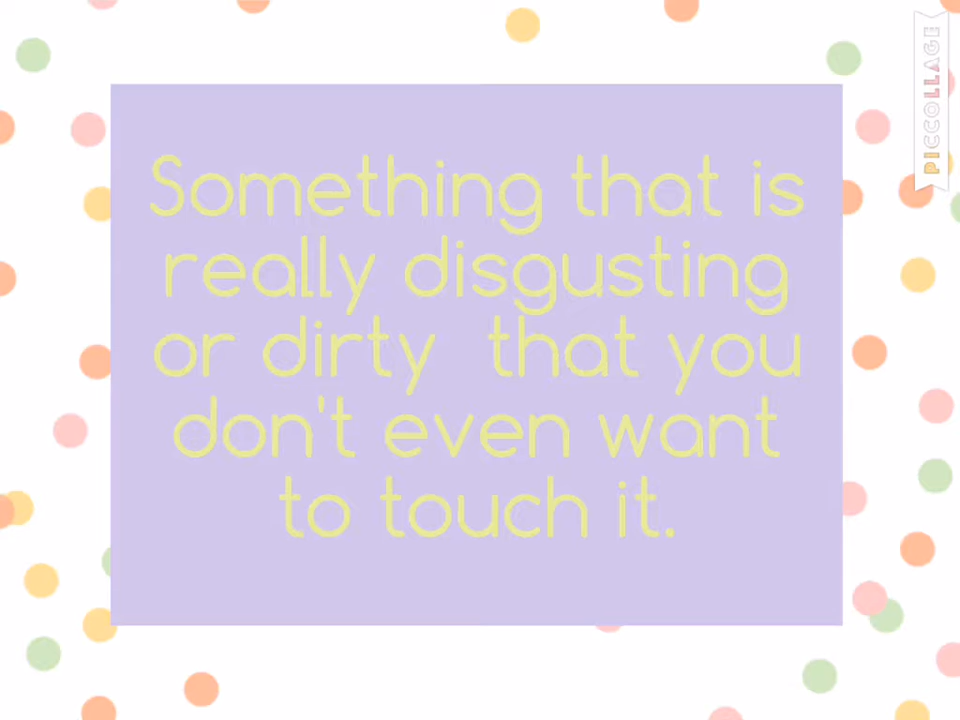 Something that is
really disgusting
or dirty  that you
don't even want
to touch it.
PICCOLLAGE